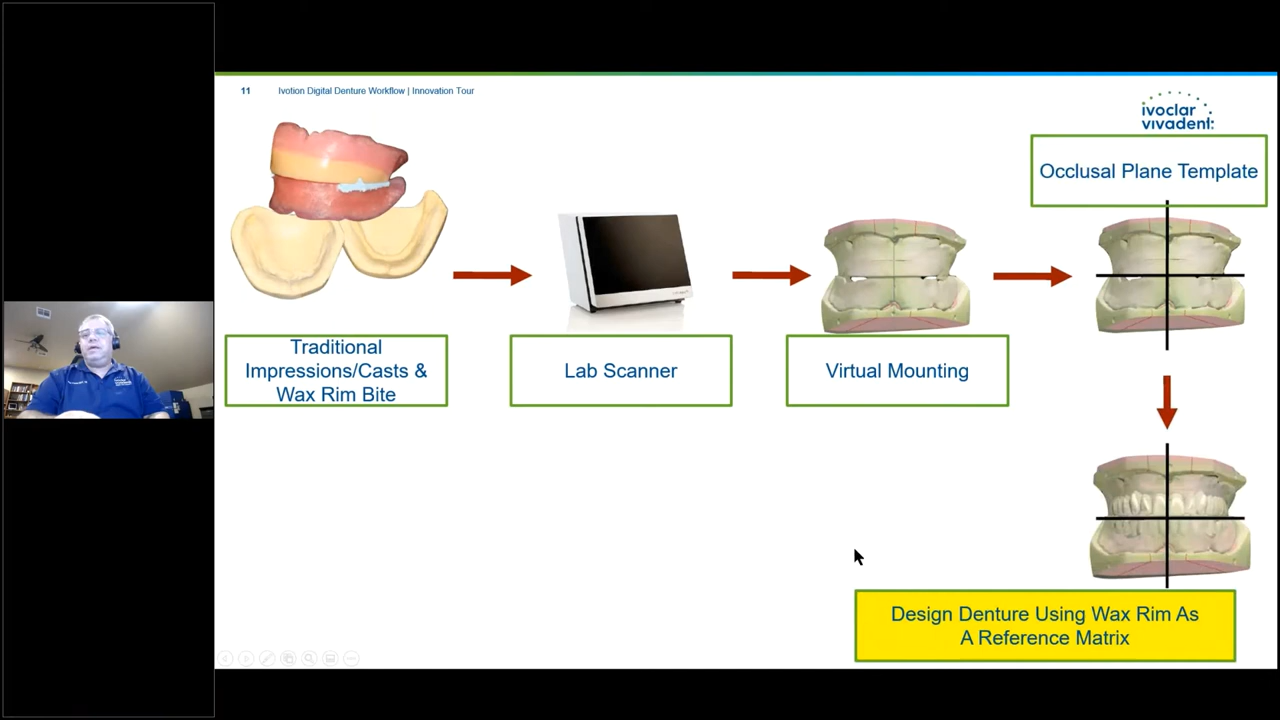 11 Ivotion Digital Denture Workflow | Innovation Tour
ivoclar
vivadent:
Occlusal Plane Template
Traditional
Impressions/Casts &
Wax Rim Bite
Lab Scanner
Virtual Mounting
Design Denture Using Wax Rim As
A Reference Matrix